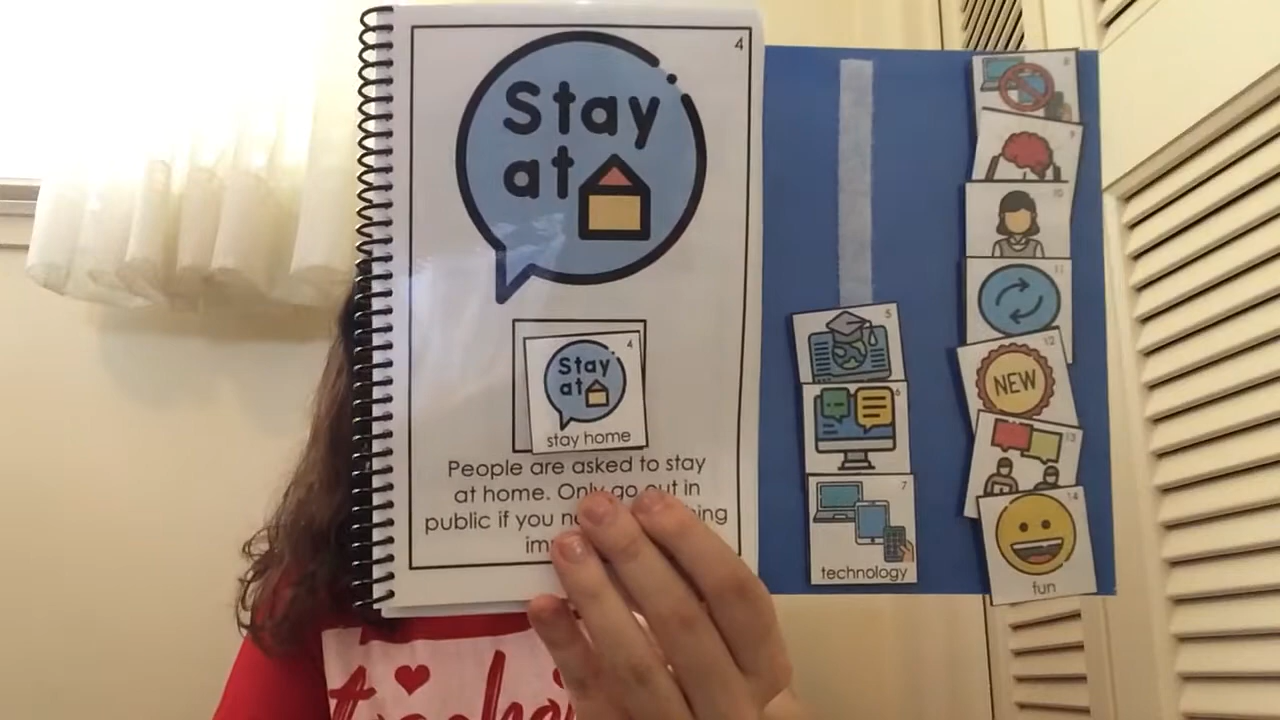 4
Stay
at
4
Stay
at
stay home
People are asked to stay
at home. Only go out in
public if you
5
6
7
technology
8
9
10
11
12
NEW
13
14
fun